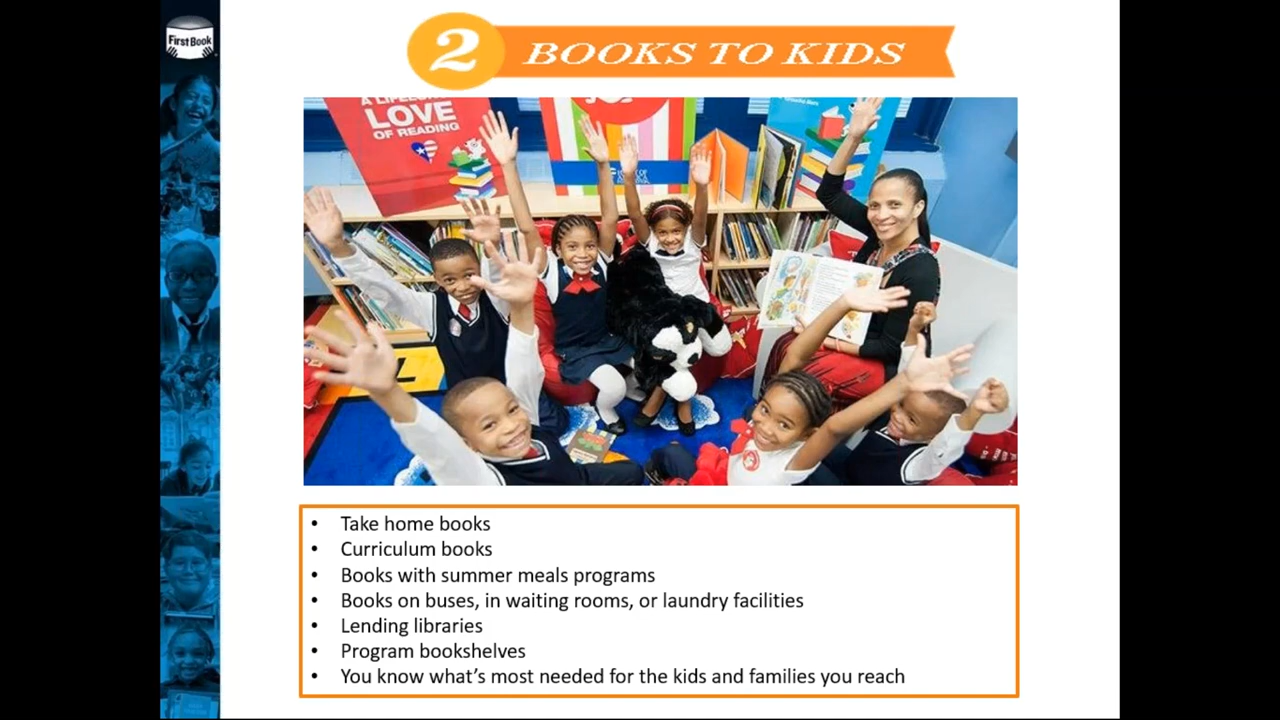 First Book
2 BOOKS TO KIDS
A LIFELONG
LOVE
OF READING
• Take home books
• Curriculum books
• Books with summer meals programs
• Books on buses, in waiting rooms, or laundry facilities
• Lending libraries
• Program bookshelves
• You know what’s most needed for the kids and families you reach